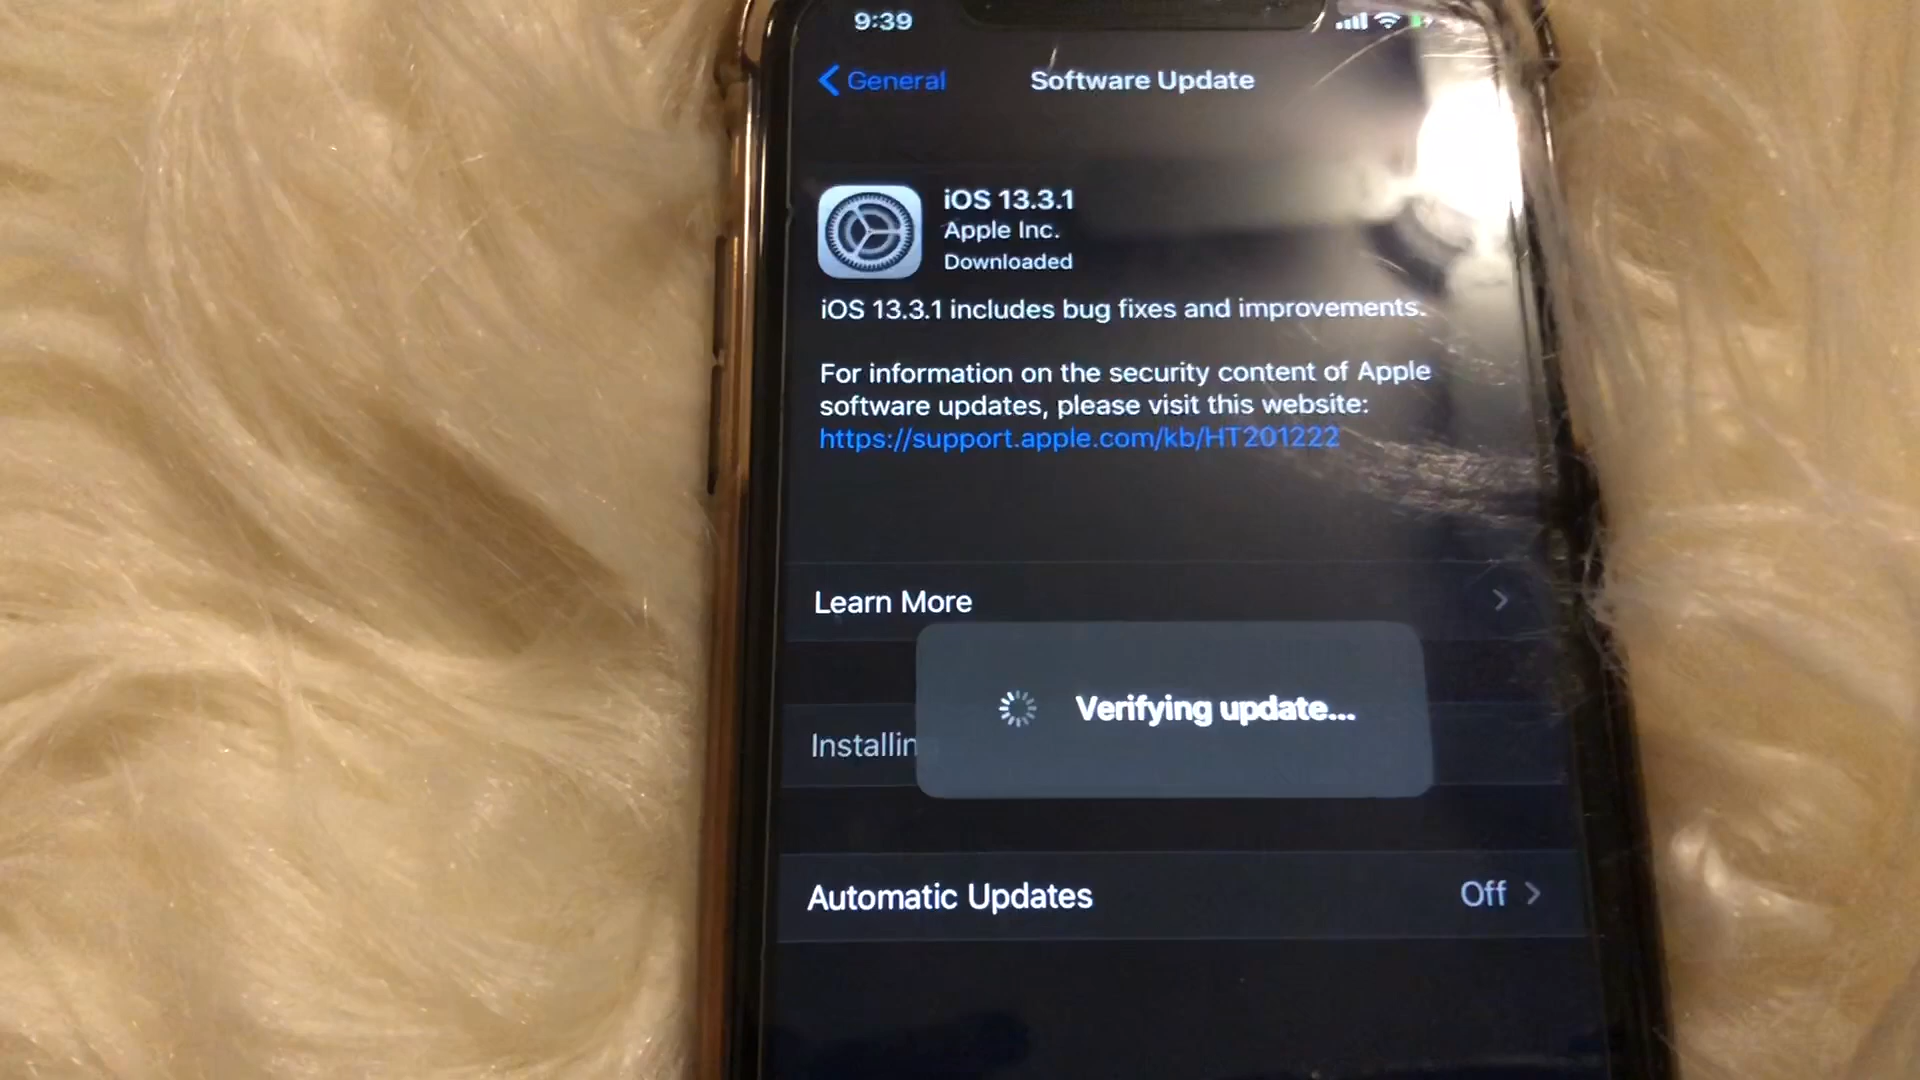 9:39
General
Software Update
iOS 13.3.1
Apple Inc.
Downloaded
iOS 13.3.1 includes bug fixes and improvements.
For information on the security content of Apple
software updates, please visit this website:
https://support.apple.com/kb/HT201222
Learn More
Verifying update...
Installin
Automatic Updates
Off